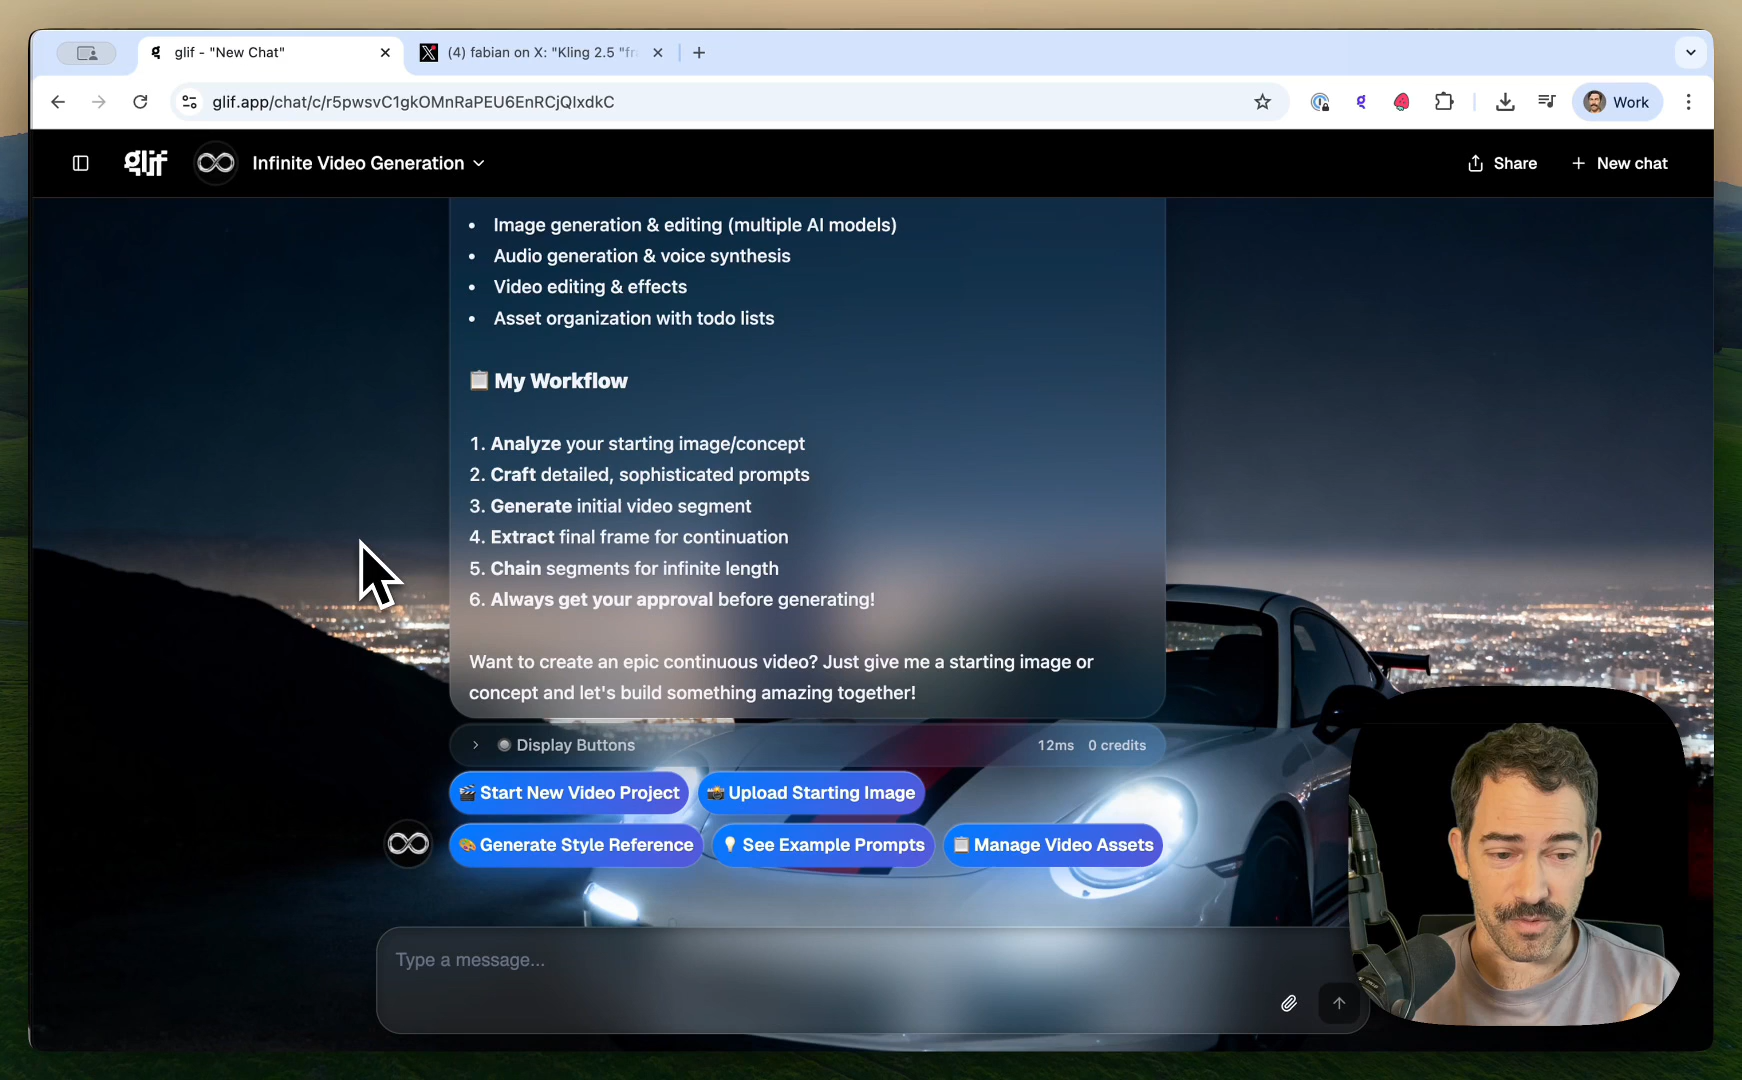 glif - "New Chat"
(4) fabian on X: "Kling 2.5 "fr
glif.app/chat/c/r5pwsvC1gkOMnRaPEU6EnRCjQlxdkC
Work
glif
Infinite Video Generation
Share
New chat
• Image generation & editing (multiple AI models)
• Audio generation & voice synthesis
• Video editing & effects
• Asset organization with todo lists
My Workflow
1. Analyze your starting image/concept
2. Craft detailed, sophisticated prompts
3. Generate initial video segment
4. Extract final frame for continuation
5. Chain segments for infinite length
6. Always get your approval before generating!
Want to create an epic continuous video? Just give me a starting image or
concept and let's build something amazing together!
Display Buttons
12ms 0 credits
Start New Video Project
Upload Starting Image
Generate Style Reference
See Example Prompts
Manage Video Assets
Type a message...